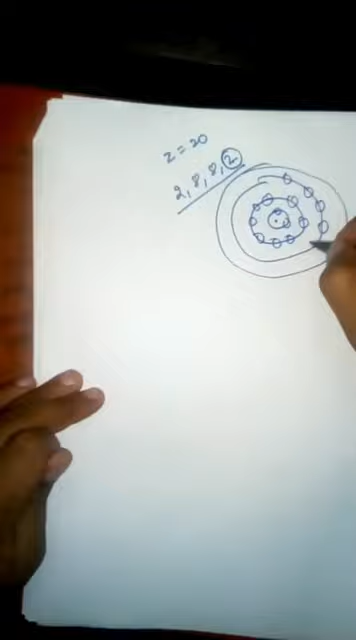 z = 20
2, 8, 8, 2